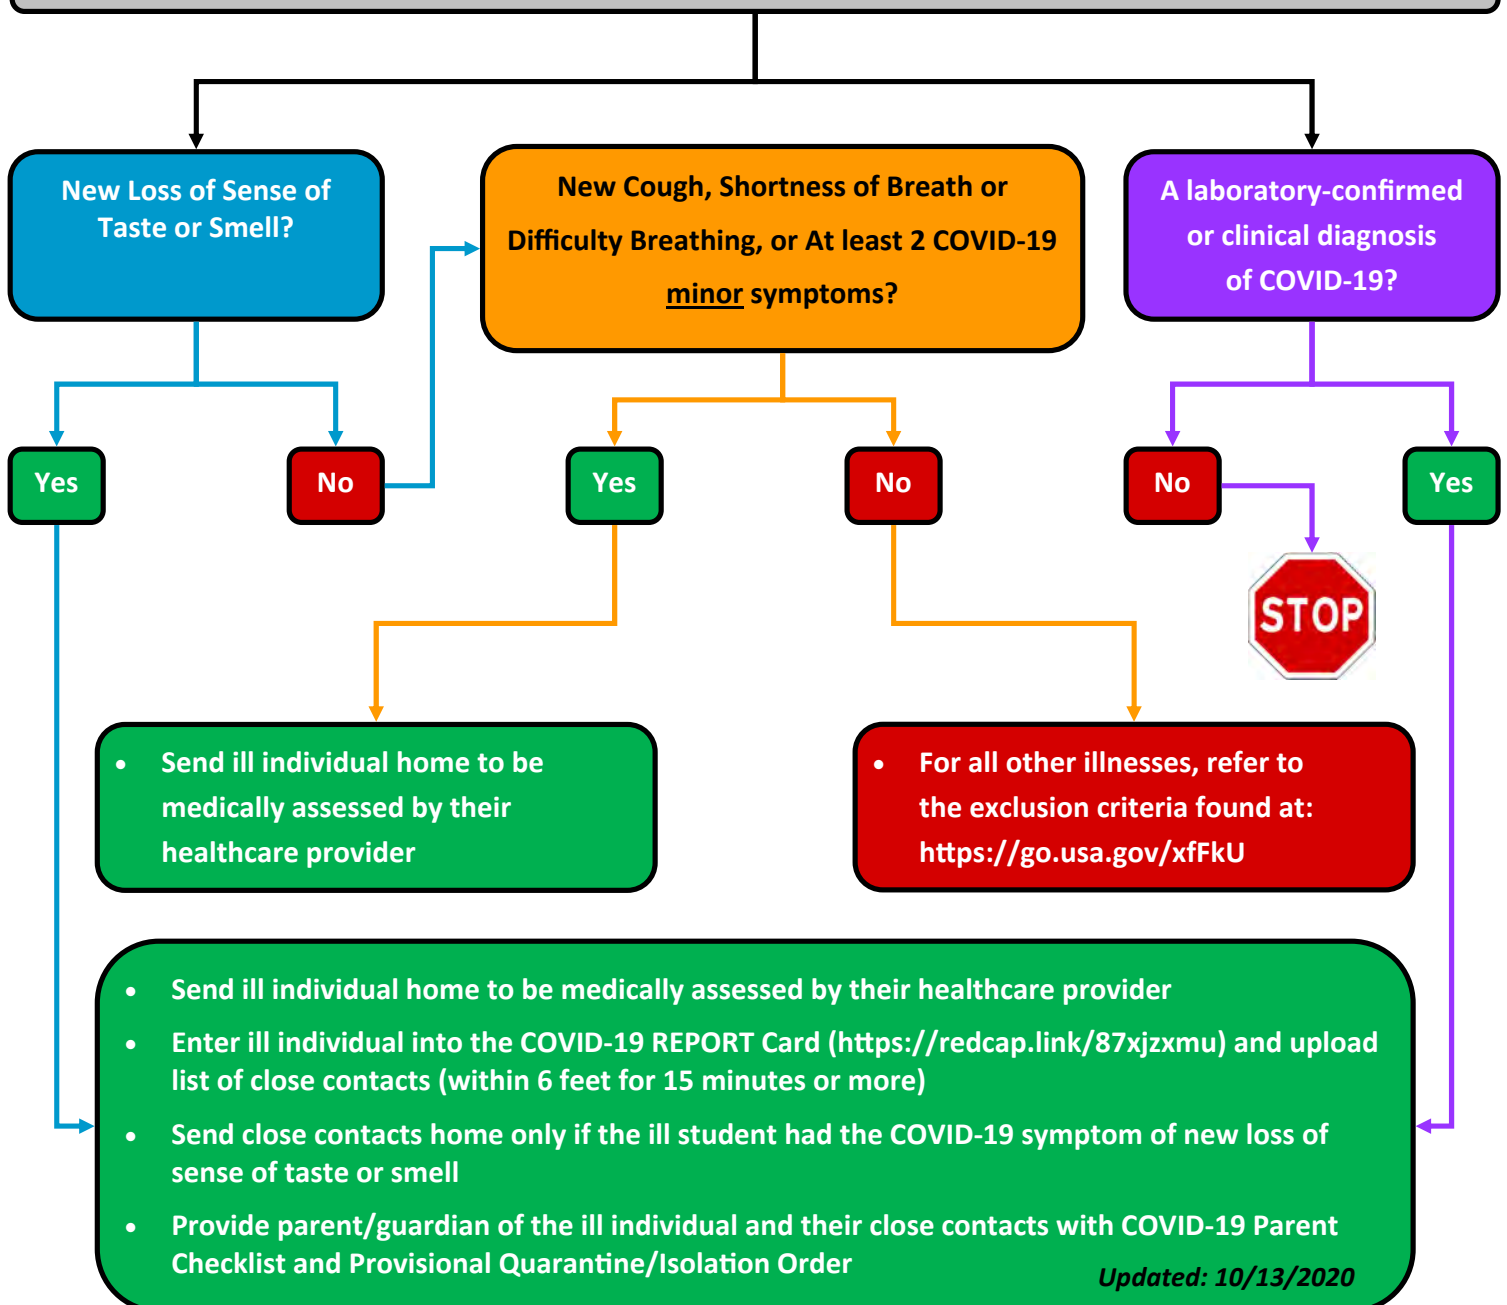 New Loss of Sense of
Taste or Smell?
New Cough, Shortness of Breath or
Difficulty Breathing, or At least 2 COVID-19
minor symptoms?
A laboratory-confirmed
or clinical diagnosis
of COVID-19?
Yes
No
Yes
No
No
Yes
STOP
• Send ill individual home to be
medically assessed by their
healthcare provider
• For all other illnesses, refer to
the exclusion criteria found at:
https://go.usa.gov/xfFkU
• Send ill individual home to be medically assessed by their healthcare provider
• Enter ill individual into the COVID-19 REPORT Card (https://redcap.link/87xjzxmu) and upload
list of close contacts (within 6 feet for 15 minutes or more)
• Send close contacts home only if the ill student had the COVID-19 symptom of new loss of
sense of taste or smell
• Provide parent/guardian of the ill individual and their close contacts with COVID-19 Parent
Checklist and Provisional Quarantine/Isolation Order
Updated: 10/13/2020